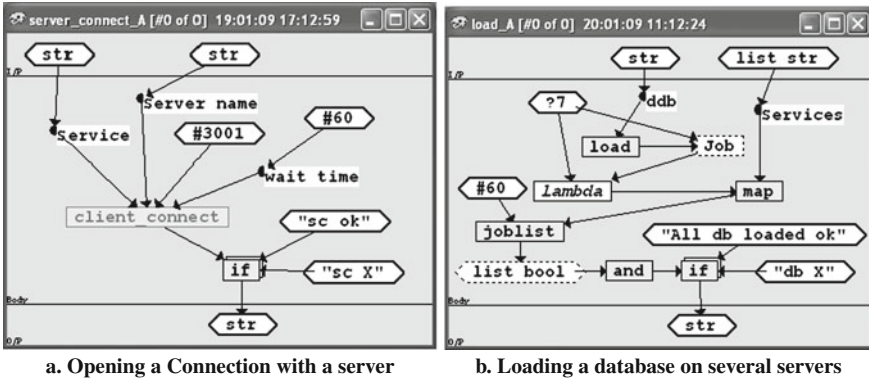 server_connect_A [#0 of 0] 19:01:09 17:12:59
str
str
I/P
Server name
Service
#3001
#60
wait time
client_connect
"sc ok"
if
"sc X"
Body
str
O/P
a. Opening a Connection with a server
load_A [#0 of 0] 20:01:09 11:12:24
str
list str
I/P
?7
ddb
Services
load
Job
#60
Lambda
map
joblist
"All db loaded ok"
list bool
and
if
"db X"
Body
str
O/P
b. Loading a database on several servers